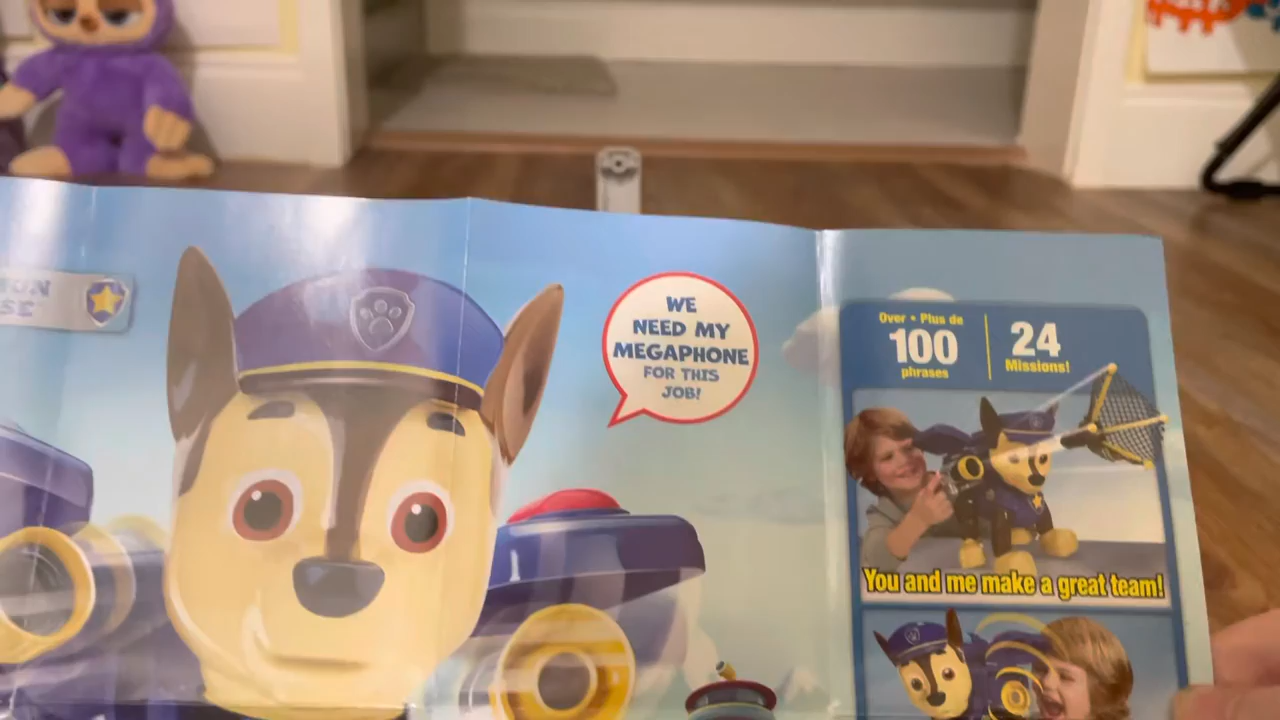 WE
NEED MY
MEGAPHONE
FOR THIS
JOB!
Over • Plus de
100
phrases
24
Missions!
You and me make a great team!